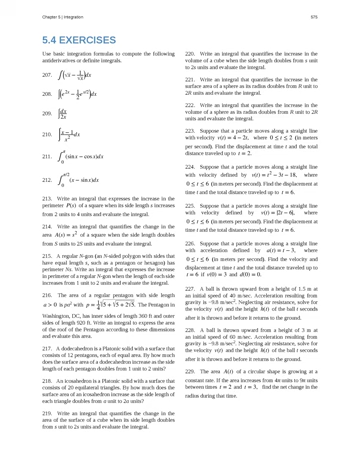 Chapter 5 | Integration 575
5.4 EXERCISES
Use basic integration formulas to compute the following
antiderivatives or definite integrals.
207. ∫(√x − 1/√x)dx
208.
209. ∫dx/2x
210.
211. ∫₀^π (sin x − cos x)dx
212. ∫₀^(π/2) (x − sin x)dx
213. Write an integral that expresses the increase in the
perimeter P(s) of a square when its side length s increases
from 2 units to 4 units and evaluate the integral.
214. Write an integral that quantifies the change in the
area A(s) = s² of a square when the side length doubles
from S units to 2S units and evaluate the integral.
215. A regular N-gon (an N-sided polygon with sides that
have equal length s, such as a pentagon or hexagon) has
perimeter Ns. Write an integral that expresses the increase
in perimeter of a regular N-gon when the length of each side
increases from 1 unit to 2 units and evaluate the integral.
216. The area of a regular pentagon with side length
a > 0 is pa² with p = 1/4 √(5 + √(5 + 2√5)). The Pentagon in
Washington, DC, has inner sides of length 360 ft and outer
sides of length 920 ft. Write an integral to express the area
of the roof of the Pentagon according to these dimensions
and evaluate this area.
217. A dodecahedron is a Platonic solid with a surface that
consists of 12 pentagons, each of equal area. By how much
does the surface area of a dodecahedron increase as the side
length of each pentagon doubles from 1 unit to 2 units?
218. An icosahedron is a Platonic solid with a surface that
consists of 20 equilateral triangles. By how much does the
surface area of an icosahedron increase as the side length of
each triangle doubles from a unit to 2a units?
219. Write an integral that quantifies the change in the
area of the surface of a cube when its side length doubles
from s unit to 2s units and evaluate the integral.
220. Write an integral that quantifies the increase in the
volume of a cube when the side length doubles from s unit
to 2s units and evaluate the integral.
221. Write an integral that quantifies the increase in the
surface area of a sphere as its radius doubles from R unit to
2R units and evaluate the integral.
222. Write an integral that quantifies the increase in the
volume of a sphere as its radius doubles from R unit to 2R
units and evaluate the integral.
223. Suppose that a particle moves along a straight line
with velocity v(t) = 4 − 2t, where 0 ≤ t ≤ 2 (in meters
per second). Find the displacement at time t and the total
distance traveled up to t = 2.
224. Suppose that a particle moves along a straight line
with velocity defined by v(t) = t² − 3t − 18, where
0 ≤ t ≤ 6 (in meters per second). Find the displacement at
time t and the total distance traveled up to t = 6.
225. Suppose that a particle moves along a straight line
with velocity defined by v(t) = |2t − 6|, where
0 ≤ t ≤ 6 (in meters per second). Find the displacement at
time t and the total distance traveled up to t = 6.
226. Suppose that a particle moves along a straight line
with acceleration defined by a(t) = t − 3, where
0 ≤ t ≤ 6 (in meters per second). Find the velocity and
displacement at time t and the total distance traveled up to
t = 6 if v(0) = 3 and d(0) = 0.
227. A ball is thrown upward from a height of 1.5 m at
an initial speed of 40 m/sec. Acceleration resulting from
gravity is −9.8 m/sec². Neglecting air resistance, solve for
the velocity v(t) and the height h(t) of the ball t seconds
after it is thrown and before it returns to the ground.
228. A ball is thrown upward from a height of 3 m at
an initial speed of 60 m/sec. Acceleration resulting from
gravity is −9.8 m/sec². Neglecting air resistance, solve for
the velocity v(t) and the height h(t) of the ball t seconds
after it is thrown and before it returns to the ground.
229. The area A(t) of a circular shape is growing at a
constant rate. If the area increases from 4π units to 9π units
between times t = 2 and t = 3, find the net change in the
radius during that time.